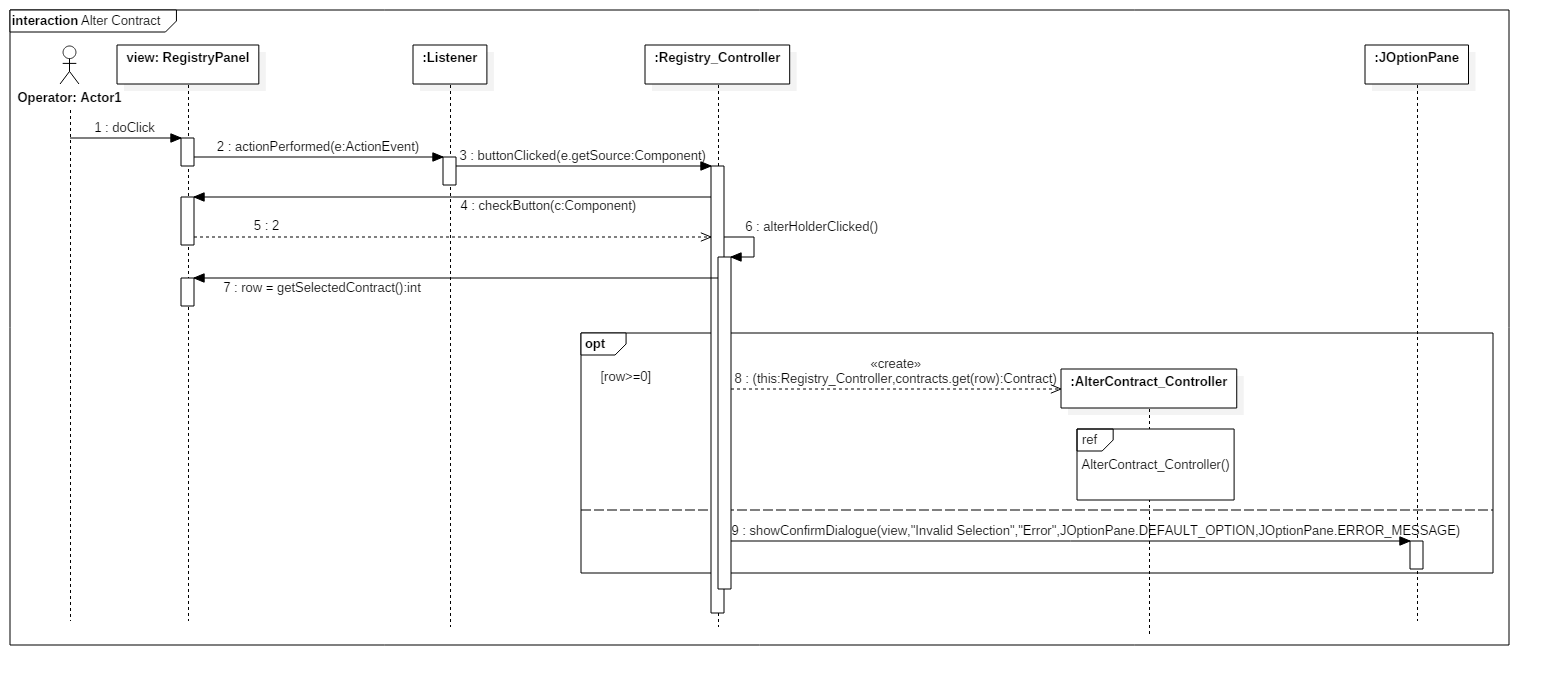 interaction Alter Contract
view: RegistryPanel
:Listener
:Registry_Controller
:JOptionPane
Operator: Actor1
1 : doClick
2 : actionPerformed(e:ActionEvent)
3 : buttonClicked(e.getSource:Component)
4 : checkButton(c:Component)
5 : 2
6 : alterHolderClicked()
7 : row = getSelectedContract():int
opt
[row>=0]
«create»
8 : (this:Registry_Controller,contracts.get(row):Contract)
:AlterContract_Controller
ref
AlterContract_Controller()
9 : showConfirmDialogue(view,"Invalid Selection","Error",JOptionPane.DEFAULT_OPTION,JOptionPane.ERROR_MESSAGE)